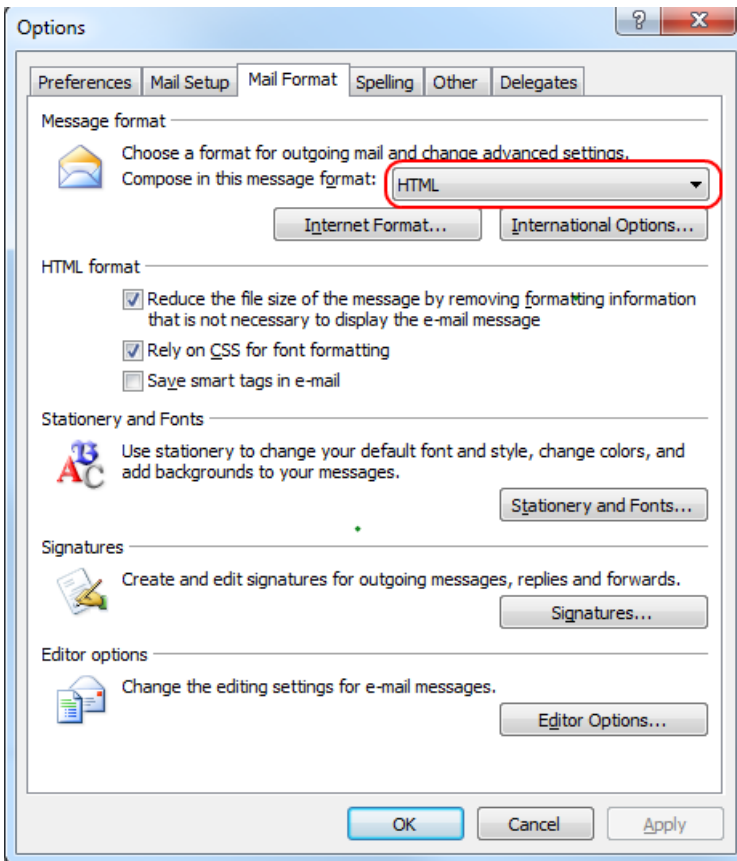 Options
Preferences Mail Setup Mail Format Spelling Other Delegates
Message format
Choose a format for outgoing mail and change advanced settings.
Compose in this message format: HTML
Internet Format... International Options...
HTML format
Reduce the file size of the message by removing formatting information
that is not necessary to display the e-mail message
Rely on CSS for font formatting
Save smart tags in e-mail
Stationery and Fonts
Use stationery to change your default font and style, change colors, and
add backgrounds to your messages.
Stationery and Fonts...
Signatures
Create and edit signatures for outgoing messages, replies and forwards.
Signatures...
Editor options
Change the editing settings for e-mail messages.
Editor Options...
OK Cancel Apply